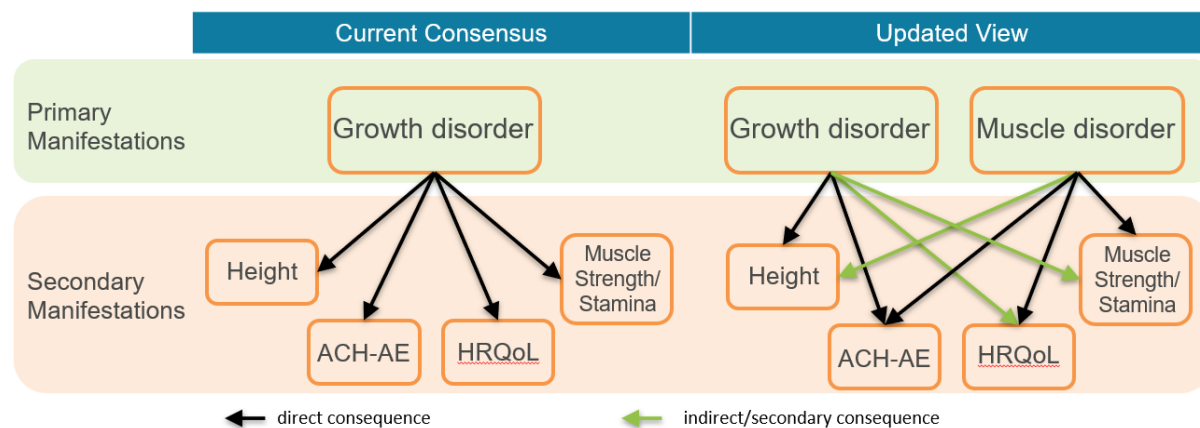 Current Consensus
Updated View
Primary
Manifestations
Growth disorder
Growth disorder
Muscle disorder
Secondary
Manifestations
Height
ACH-AE
HRQoL
Muscle
Strength/
Stamina
Height
ACH-AE
HRQoL
Muscle
Strength/
Stamina
direct consequence
indirect/secondary consequence